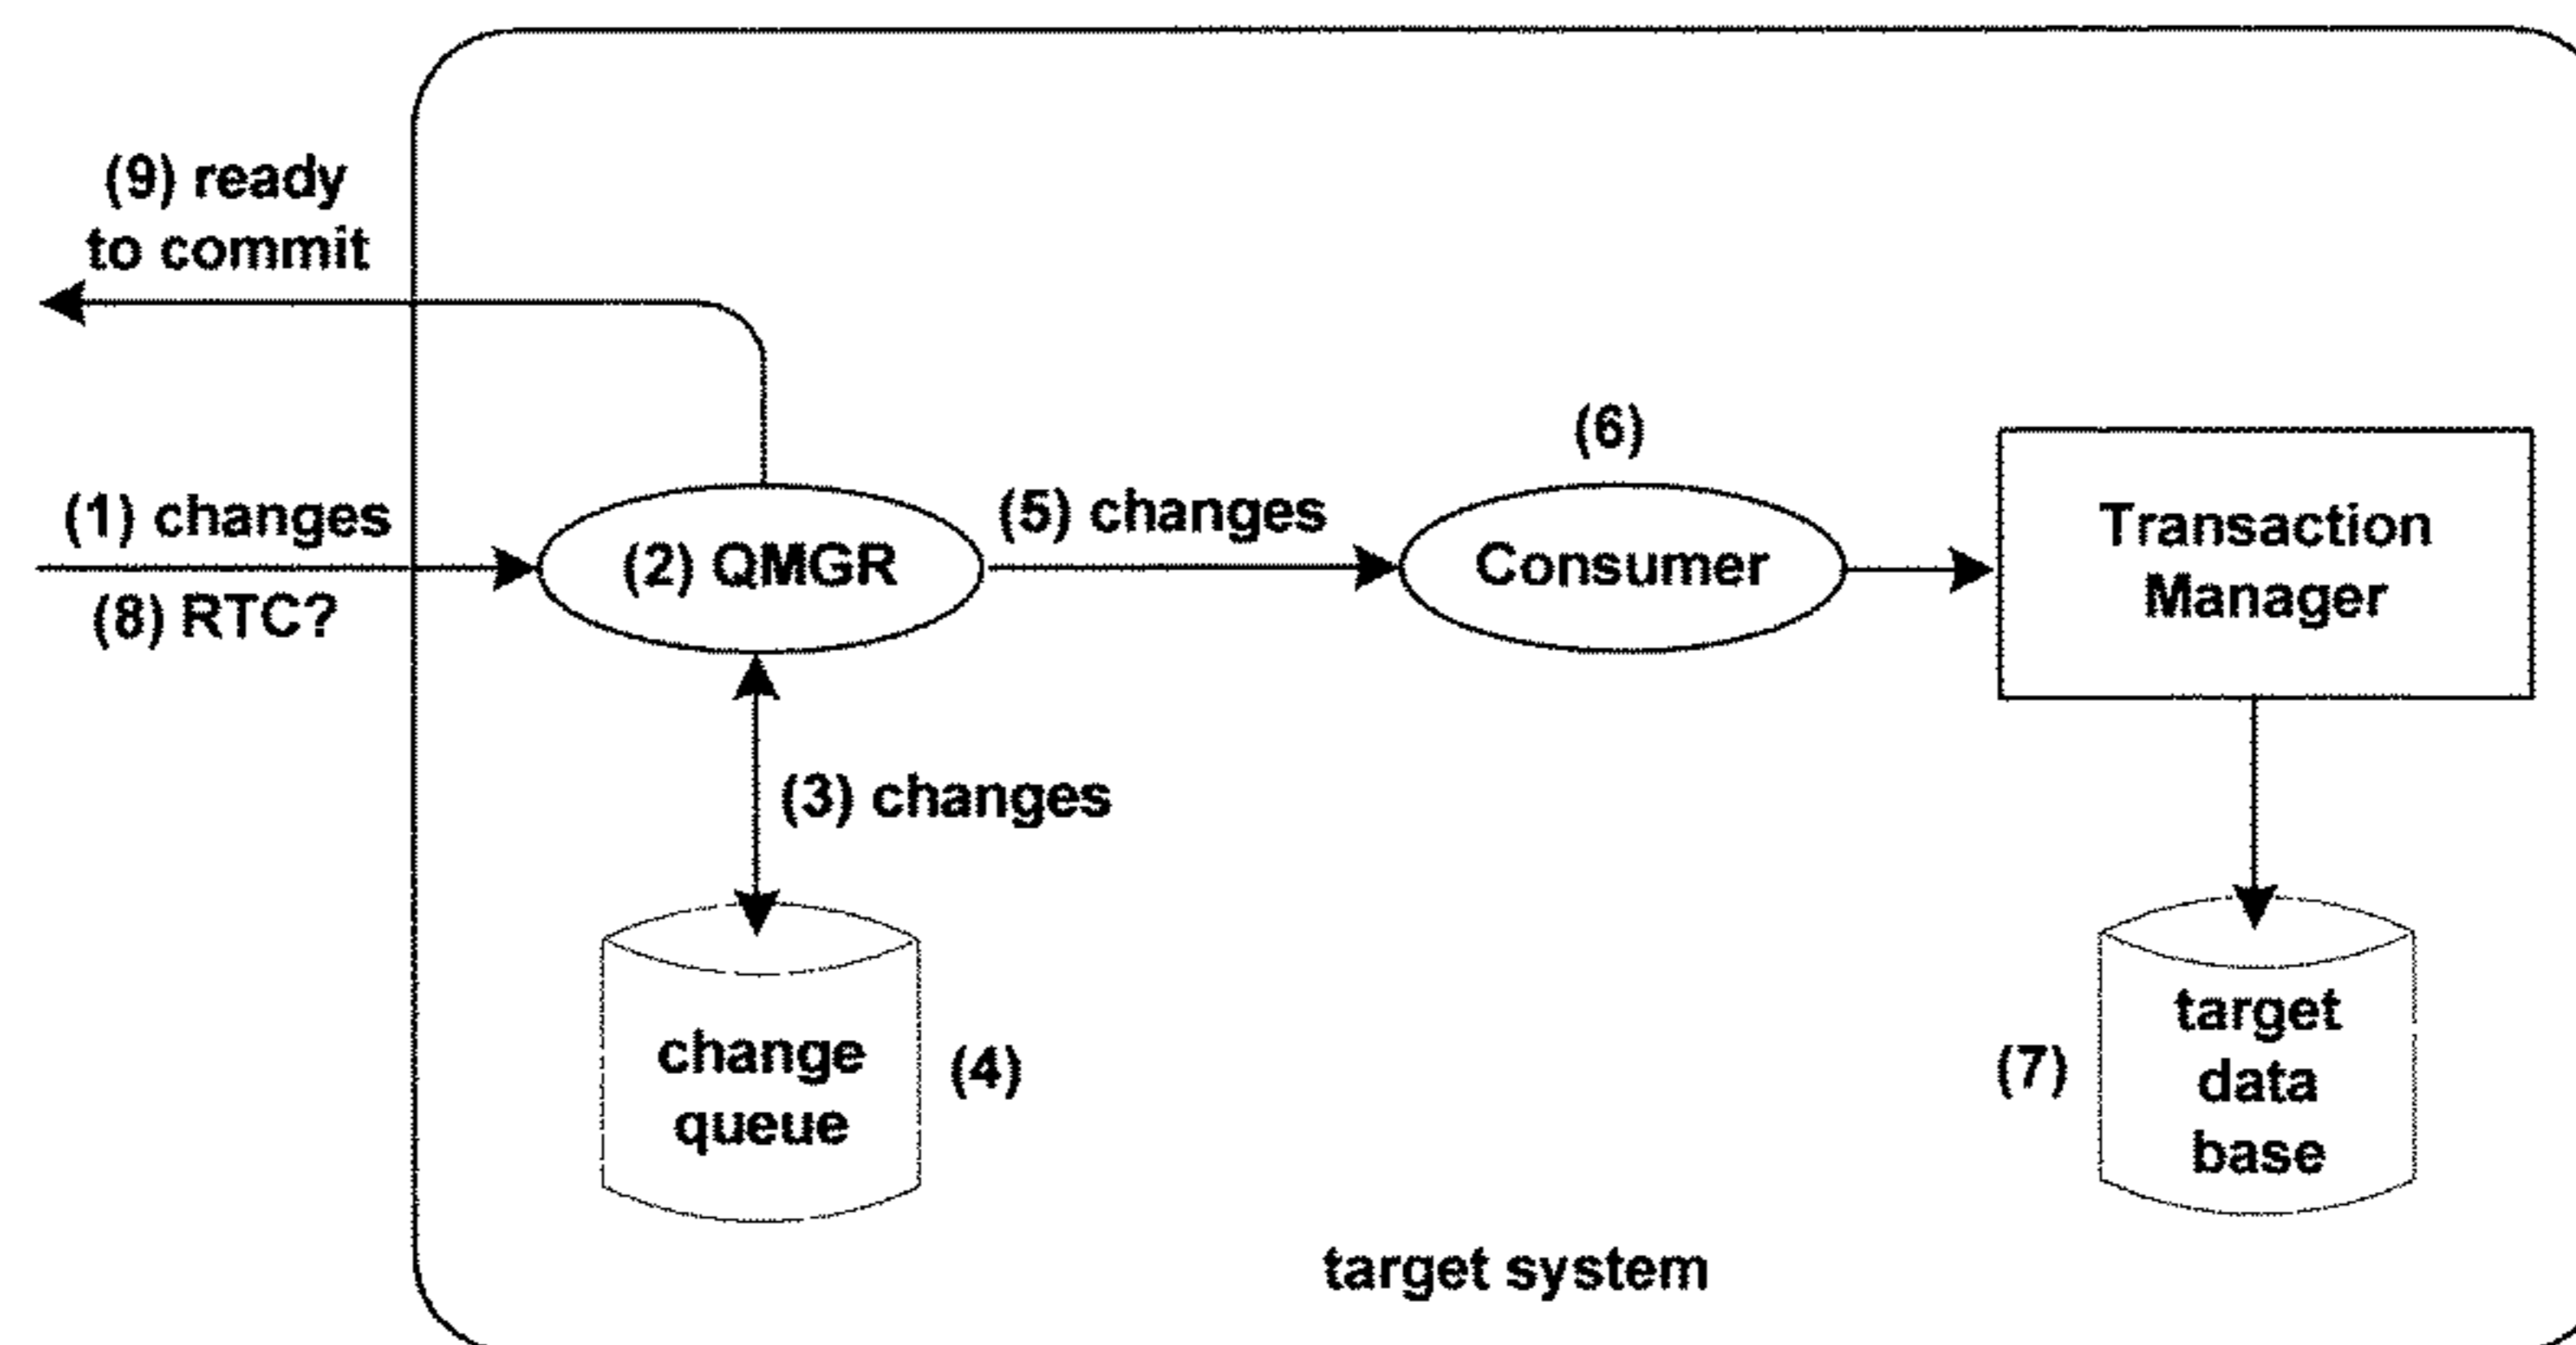 (9) ready
to commit
(1) changes
(8) RTC?
(2) QMGR
(5) changes
(6)
Consumer
Transaction
Manager
(3) changes
change
queue
(4)
(7)
target
data
base
target system